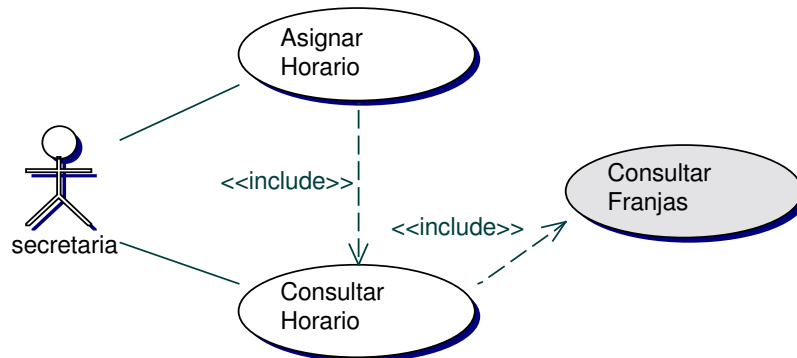 Asignar
Horario
<<include>>
Consultar
Franjas
<<include>>
secretaria
Consultar
Horario